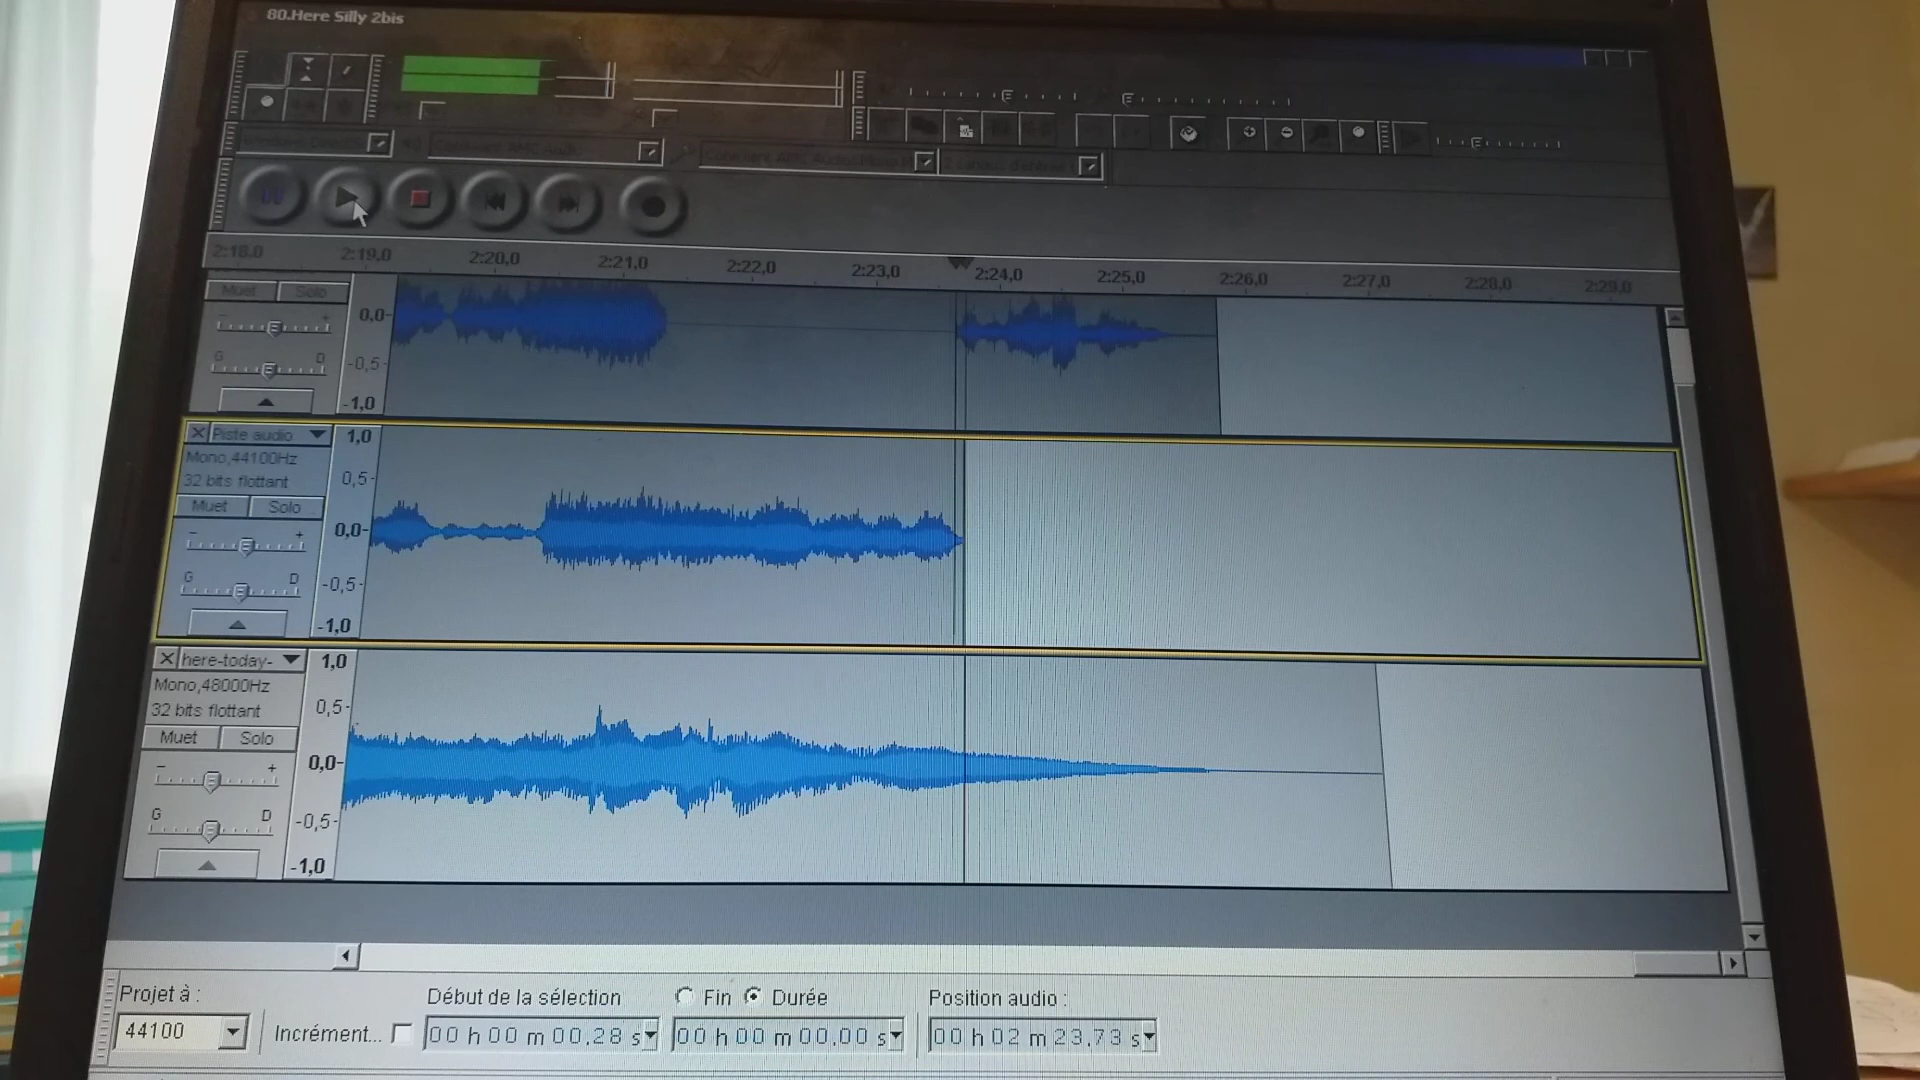 80.Here Silly 2bis
2:18,0 2:19,0 2:20,0 2:21,0 2:22,0 2:23,0 2:24,0 2:25,0 2:26,0 2:27,0 2:28,0 2:29,0
Muet Solo
- +
G D
0,0-
-0,5-
-1,0
X Piste audio
Mono,44100Hz
32 bits flottant
Muet Solo
- +
G D
1,0
0,5-
0,0-
-0,5-
-1,0
X here-today-
Mono,48000Hz
32 bits flottant
Muet Solo
- +
G D
1,0
0,5-
0,0-
-0,5-
-1,0
Projet à : Début de la sélection Fin Durée Position audio :
44100 Incrément... 00 h 00 m 00.28 s 00 h 00 m 00.00 s 00 h 02 m 23.73 s